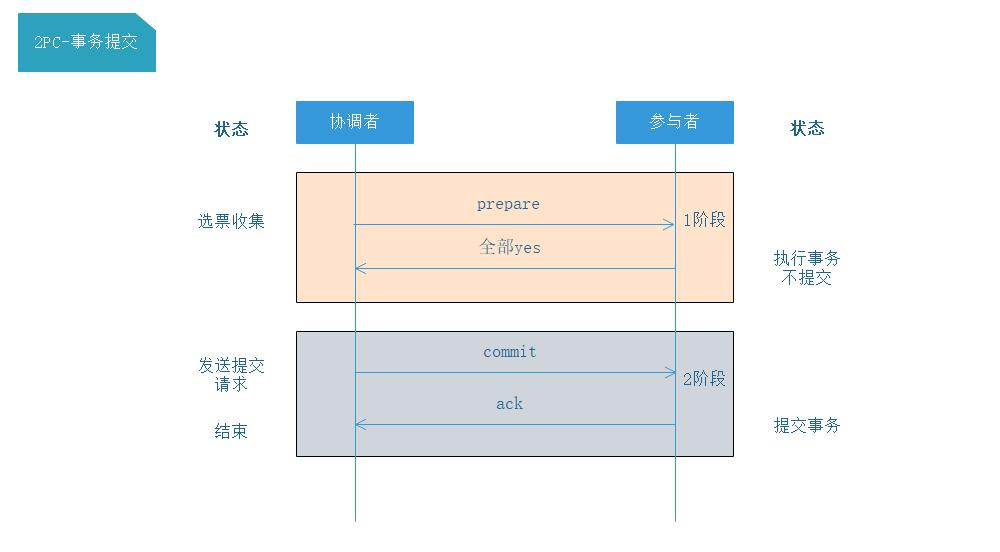 2PC-事务提交
状态
协调者
参与者
状态
选票收集
prepare
1阶段
全部yes
执行事务
不提交
commit
发送提交
请求
2阶段
ack
结束
提交事务